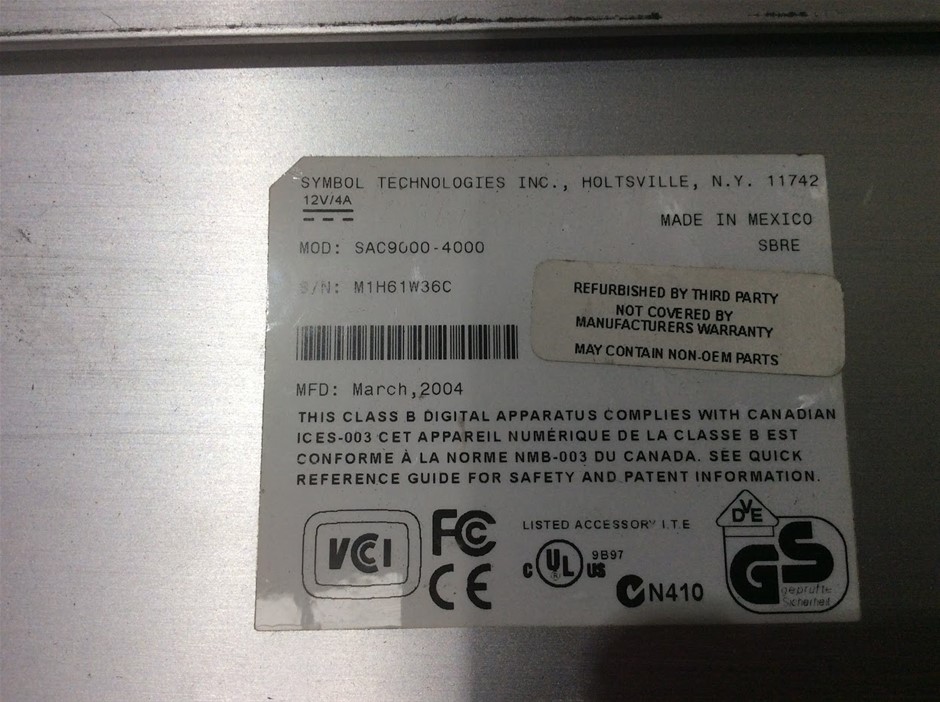 SYMBOL TECHNOLOGIES INC., HOLTSVILLE, N.Y. 11742
12V/4A
MADE IN MEXICO
MOD: SAC9000-4000
SBRE
S/N: M1H61W36C
REFURBISHED BY THIRD PARTY
NOT COVERED BY
MANUFACTURERS WARRANTY
MAY CONTAIN NON-OEM PARTS
MFD: March,2004
THIS CLASS B DIGITAL APPARATUS COMPLIES WITH CANADIAN
ICES-003 CET APPAREIL NUMÉRIQUE DE LA CLASSE B EST
CONFORME À LA NORME NMB-003 DU CANADA. SEE QUICK
REFERENCE GUIDE FOR SAFETY AND PATENT INFORMATION.
VCCI
FC
CE
LISTED ACCESSORY I.T.E
C UL US
9B97
N410
DVE
GS
geprüfte
Sicherheit